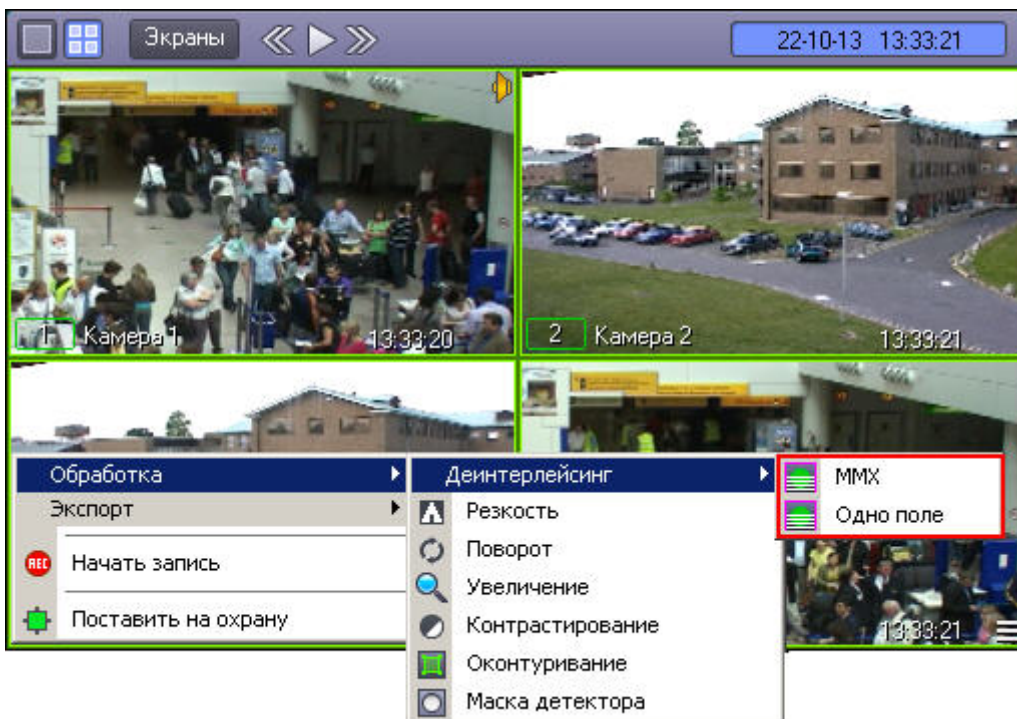 Экраны
22-10-13 13:33:21
1 Камера 1 13:33:20
2 Камера 2 13:33:21
Обработка
Экспорт
REC Начать запись
Поставить на охрану
Деинтерлейсинг
Резкость
Поворот
Увеличение
Контрастирование
Оконтуривание
Маска детектора
MMX
Одно поле
13:33:21